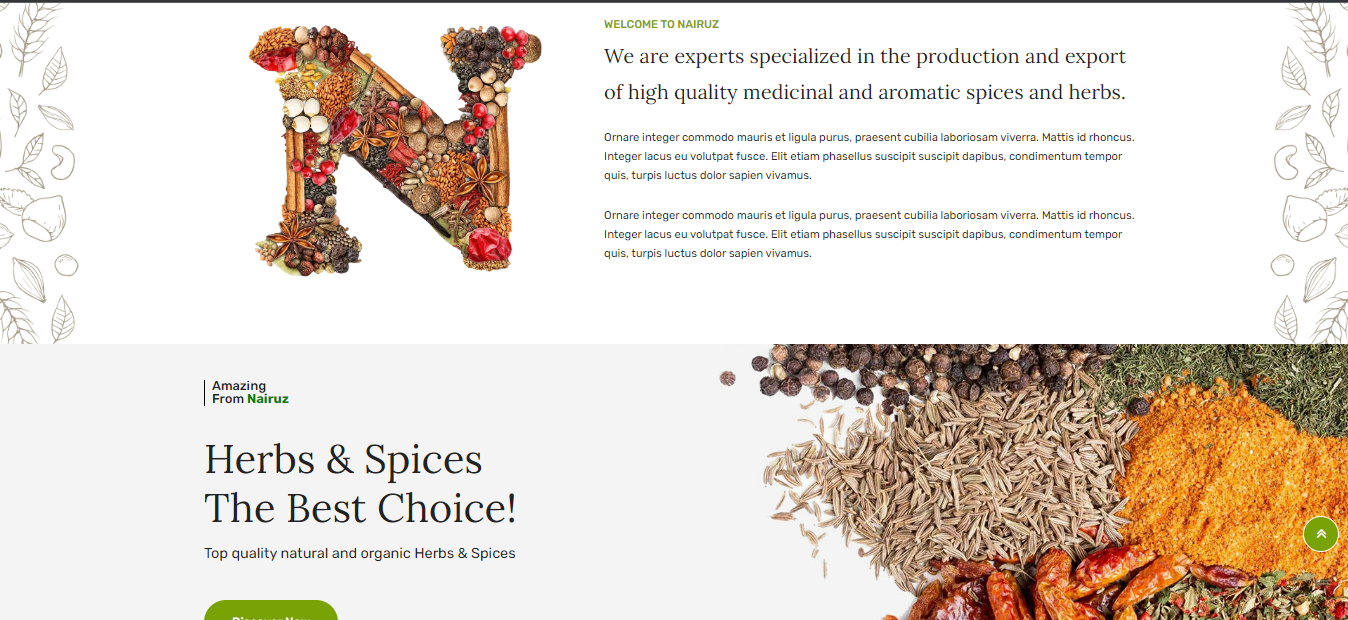 WELCOME TO NAIRUZ
We are experts specialized in the production and export
of high quality medicinal and aromatic spices and herbs.
Ornare integer commodo mauris et ligula purus, praesent cubilia laboriosam viverra. Mattis id rhoncus.
Integer lacus eu volutpat fusce. Elit etiam phasellus suscipit suscipit dapibus, condimentum tempor
quis, turpis luctus dolor sapien vivamus.
Ornare integer commodo mauris et ligula purus, praesent cubilia laboriosam viverra. Mattis id rhoncus.
Integer lacus eu volutpat fusce. Elit etiam phasellus suscipit suscipit dapibus, condimentum tempor
quis, turpis luctus dolor sapien vivamus.
Amazing
From Nairuz
Herbs & Spices
The Best Choice!
Top quality natural and organic Herbs & Spices
Discover Now